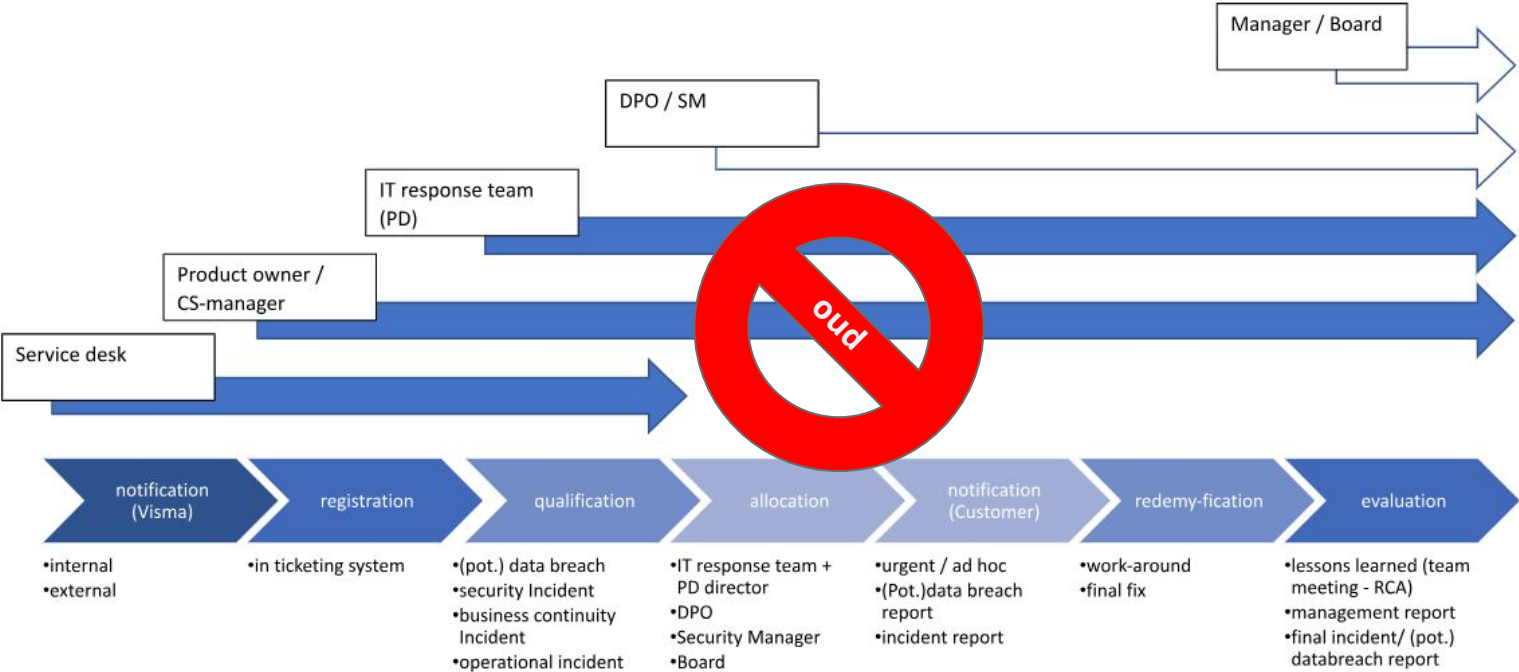 Manager / Board
DPO / SM
IT response team
(PD)
Product owner /
CS-manager
Service desk
oud
notification
(Visma)
registration
qualification
allocation
notification
(Customer)
redemy-fication
evaluation
•internal
•external
•in ticketing system
•(pot.) data breach
•security Incident
•business continuity
Incident
•operational incident
•IT response team +
PD director
•DPO
•Security Manager
•Board
•urgent / ad hoc
•(Pot.)data breach
report
•incident report
•work-around
•final fix
•lessons learned (team
meeting - RCA)
•management report
•final incident/ (pot.)
databreach report